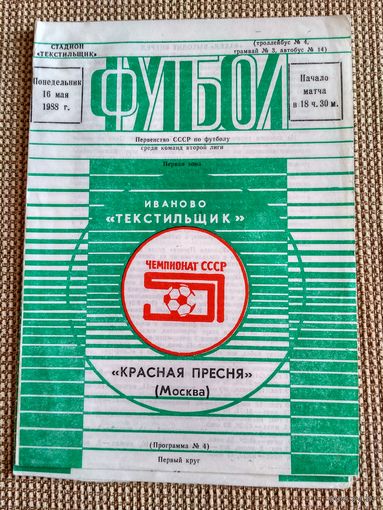 СТАДИОН
«ТЕКСТИЛЬЩИК»
(троллейбус № 4,
трамвай № 3, автобус № 14)
Понедельник
16 мая
1988 г.
ФУТБОЛ
Начало
матча
в 18 ч. 30 м.
Первенство СССР по футболу
среди команд второй лиги
Первая зона
ИВАНОВО
«ТЕКСТИЛЬЩИК»
ЧЕМПИОНАТ СССР
«КРАСНАЯ ПРЕСНЯ»
(Москва)
(Программа № 4)
Первый круг